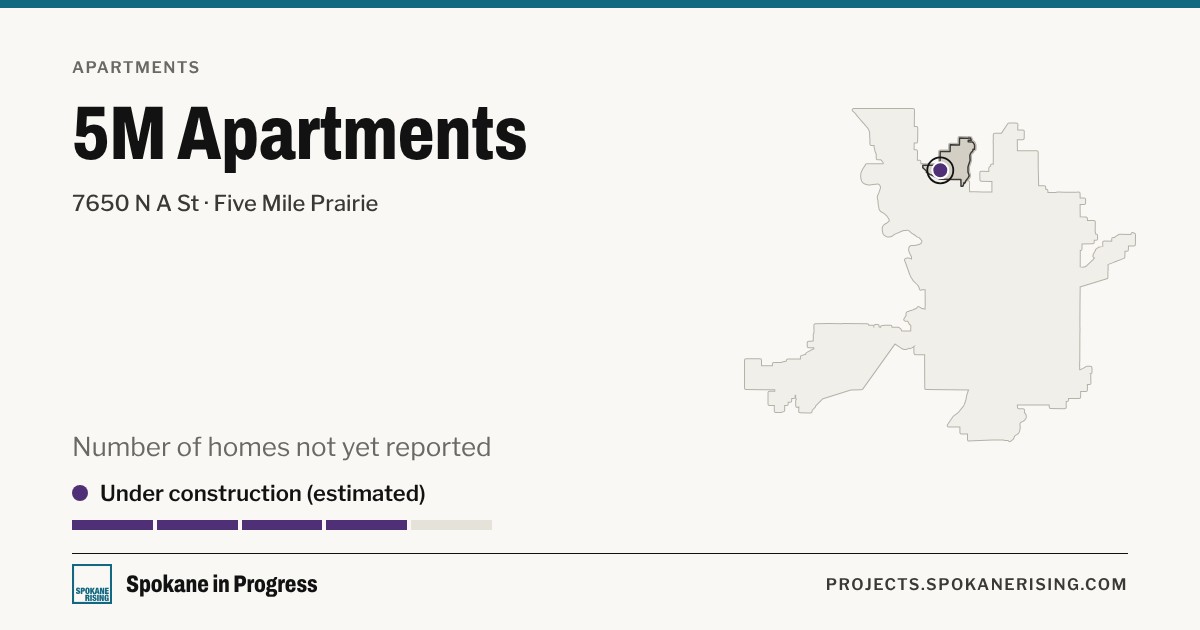 APARTMENTS
5M Apartments
7650 N A St · Five Mile Prairie
Number of homes not yet reported
Under construction (estimated)
SPOKANE
RISING
Spokane in Progress
PROJECTS.SPOKANERISING.COM